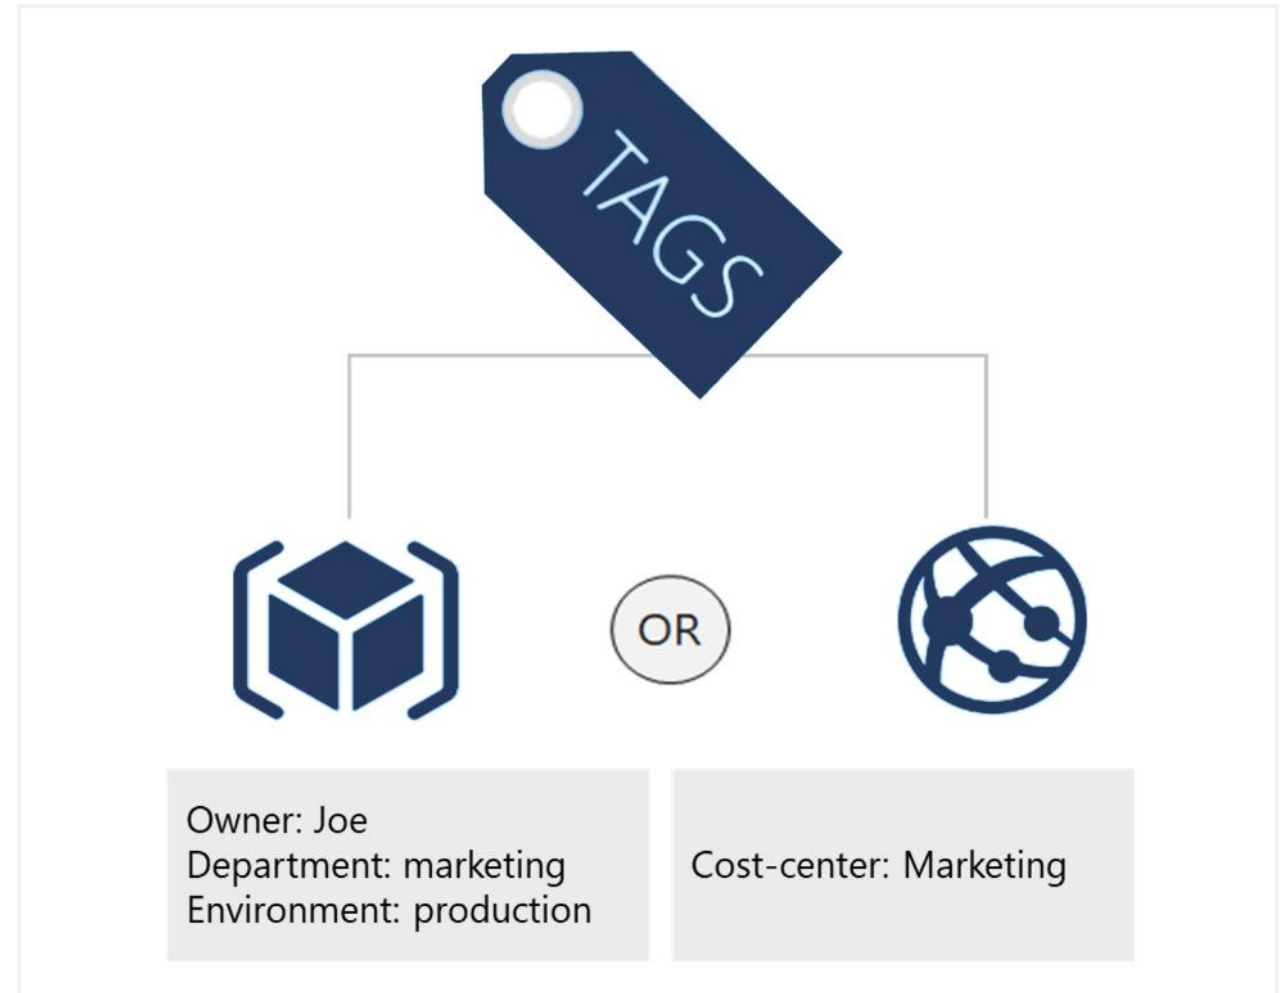 TAGS
OR
Owner: Joe
Department: marketing
Environment: production
Cost-center: Marketing